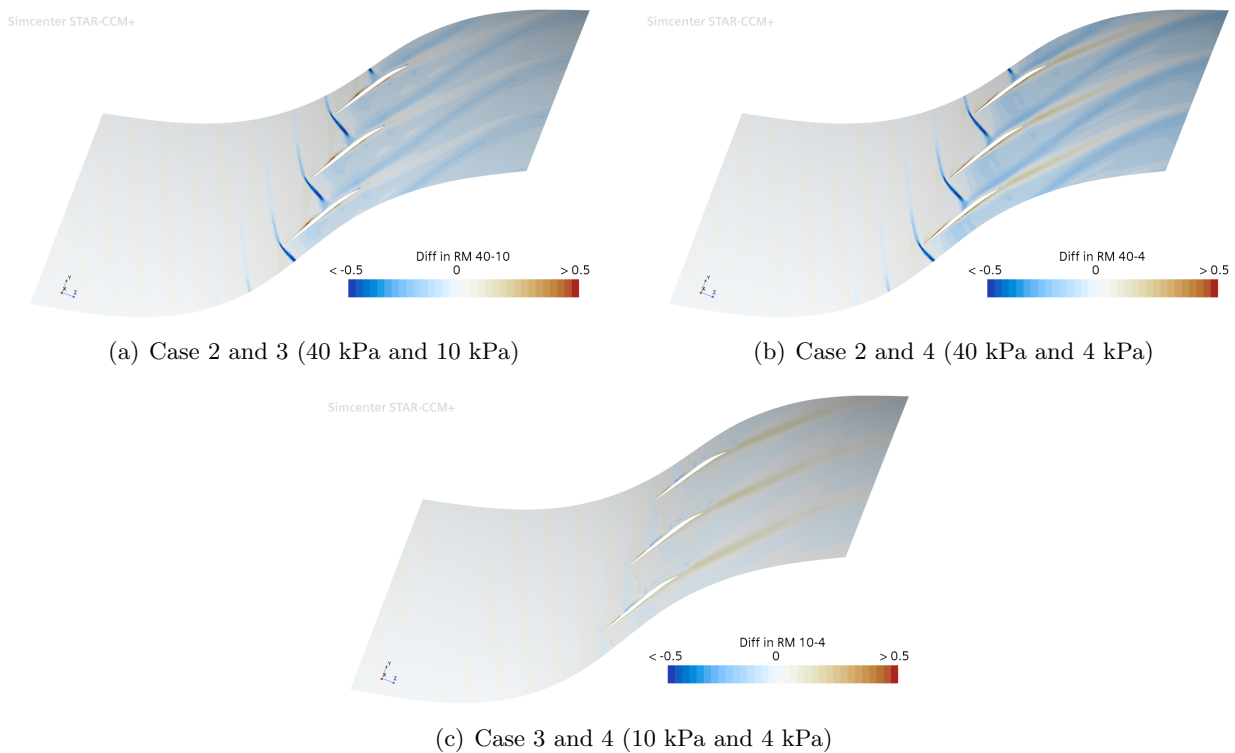 Simcenter STAR-CCM+
Simcenter STAR-CCM+
Diff in RM 40-10
< -0.5 0 > 0.5
Y
X
Z
Diff in RM 40-4
< -0.5 0 > 0.5
Y
X
Z
(a) Case 2 and 3 (40 kPa and 10 kPa)
(b) Case 2 and 4 (40 kPa and 4 kPa)
Simcenter STAR-CCM+
Diff in RM 10-4
< -0.5 0 > 0.5
Y
X
Z
(c) Case 3 and 4 (10 kPa and 4 kPa)